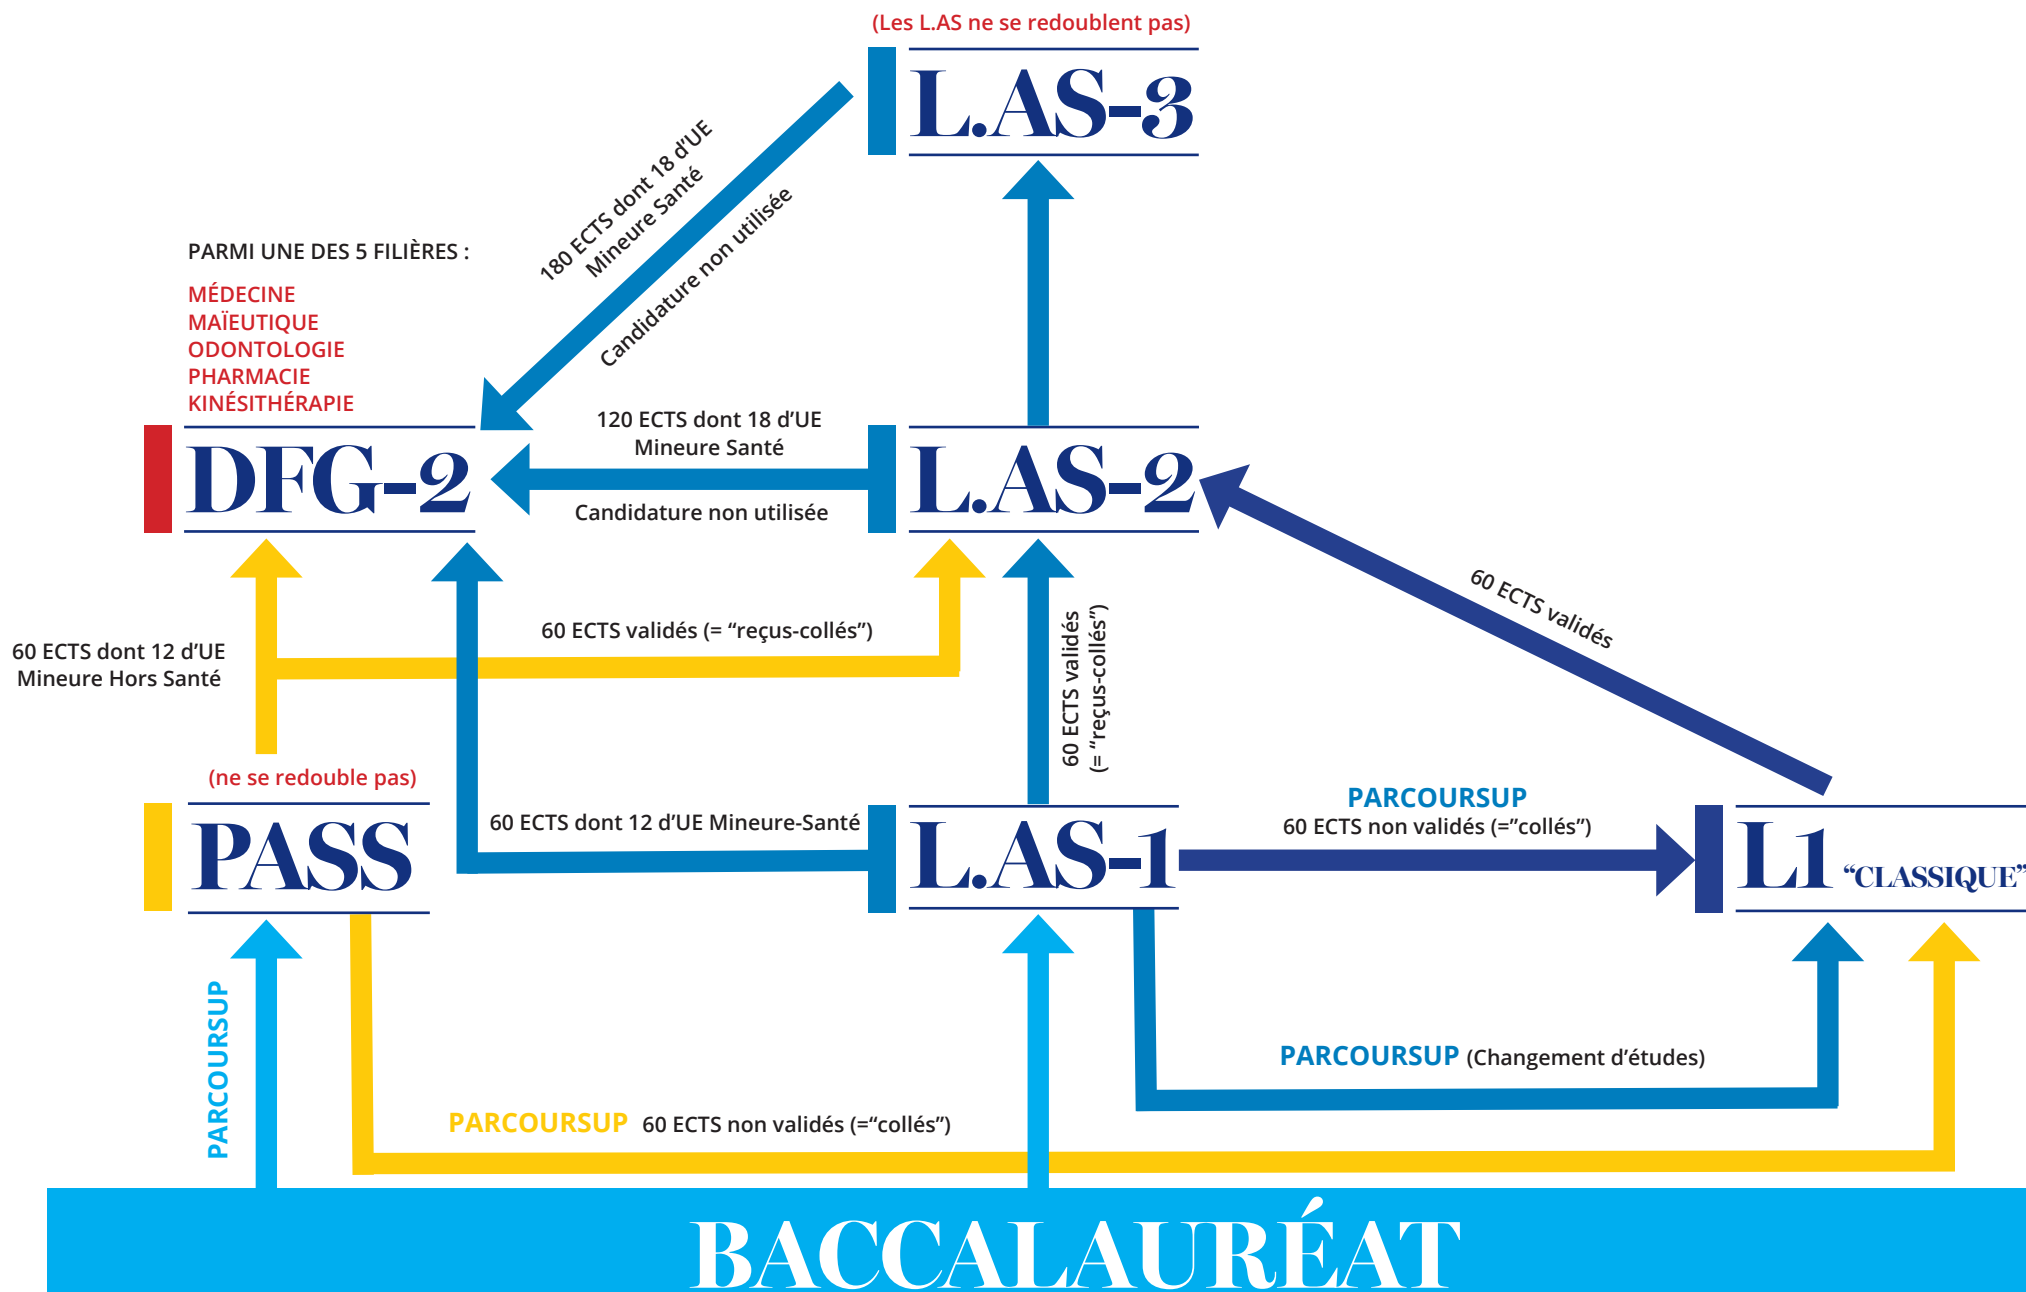 (Les L.AS ne se redoublent pas)
L.AS-3
180 ECTS dont 18 d’UE
Mineure Santé
Candidature non utilisée
PARMI UNE DES 5 FILIÈRES :
MÉDECINE
MAÏEUTIQUE
ODONTOLOGIE
PHARMACIE
KINÉSITHÉRAPIE
DFG-2
120 ECTS dont 18 d’UE
Mineure Santé
Candidature non utilisée
L.AS-2
60 ECTS validés
60 ECTS dont 12 d’UE
Mineure Hors Santé
60 ECTS validés (= “reçus-collés”)
60 ECTS validés
(= “reçus-collés”)
(ne se redouble pas)
PASS
60 ECTS dont 12 d’UE Mineure-Santé
L.AS-1
PARCOURSUP
60 ECTS non validés (=”collés”)
L1 “CLASSIQUE”
PARCOURSUP
PARCOURSUP (Changement d’études)
PARCOURSUP 60 ECTS non validés (=“collés”)
BACCALAURÉAT